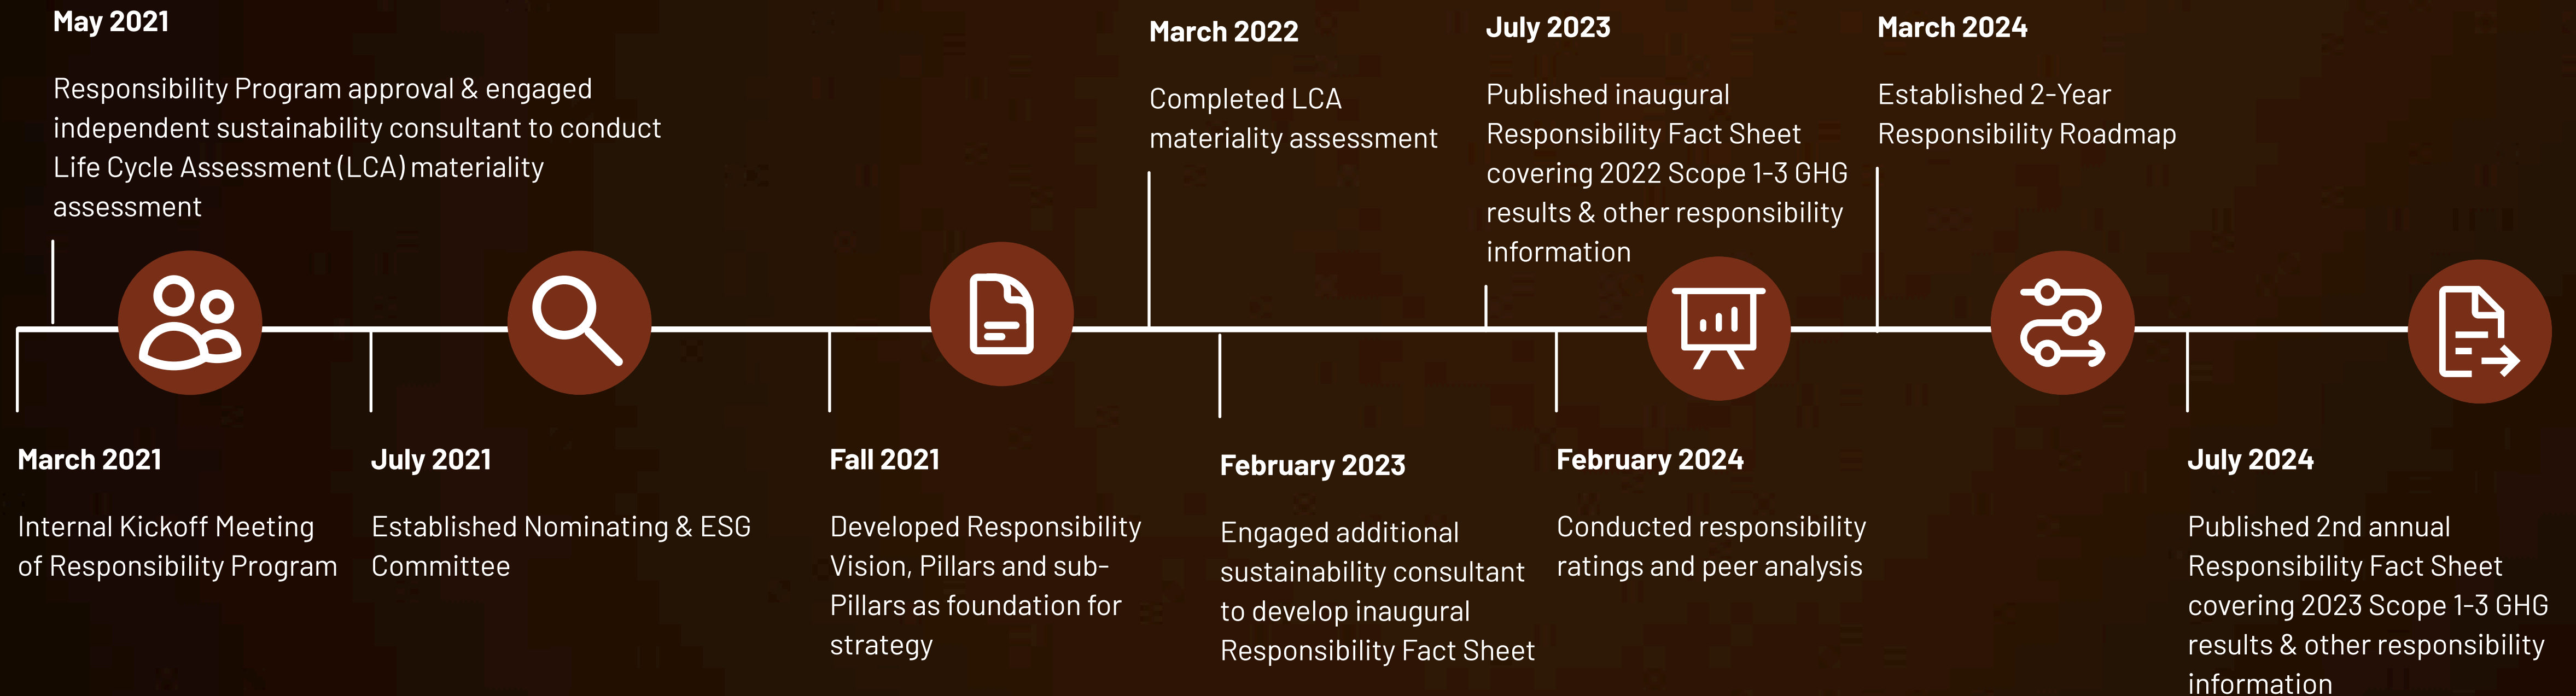 May 2021
Responsibility Program approval & engaged
independent sustainability consultant to conduct
Life Cycle Assessment (LCA) materiality
assessment
March 2022
Completed LCA
materiality assessment
July 2023
Published inaugural
Responsibility Fact Sheet
covering 2022 Scope 1-3 GHG
results & other responsibility
information
March 2024
Established 2-Year
Responsibility Roadmap
March 2021
Internal Kickoff Meeting
of Responsibility Program
July 2021
Established Nominating & ESG
Committee
Fall 2021
Developed Responsibility
Vision, Pillars and sub-
Pillars as foundation for
strategy
February 2023
Engaged additional
sustainability consultant
to develop inaugural
Responsibility Fact Sheet
February 2024
Conducted responsibility
ratings and peer analysis
July 2024
Published 2nd annual
Responsibility Fact Sheet
covering 2023 Scope 1-3 GHG
results & other responsibility
information